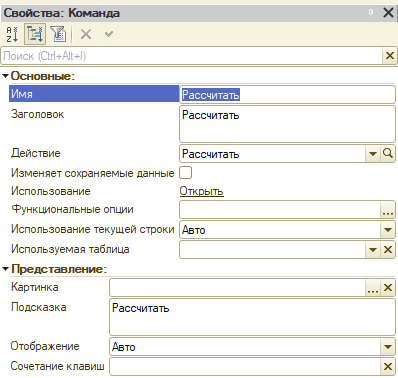 Свойства: Команда
Поиск (Ctrl+Alt+I)
Основные:
Имя Рассчитать
Заголовок Рассчитать
Действие Рассчитать
Изменяет сохраняемые данные
Использование Открыть
Функциональные опции
Использование текущей строки Авто
Используемая таблица
Представление:
Картинка
Подсказка Рассчитать
Отображение Авто
Сочетание клавиш